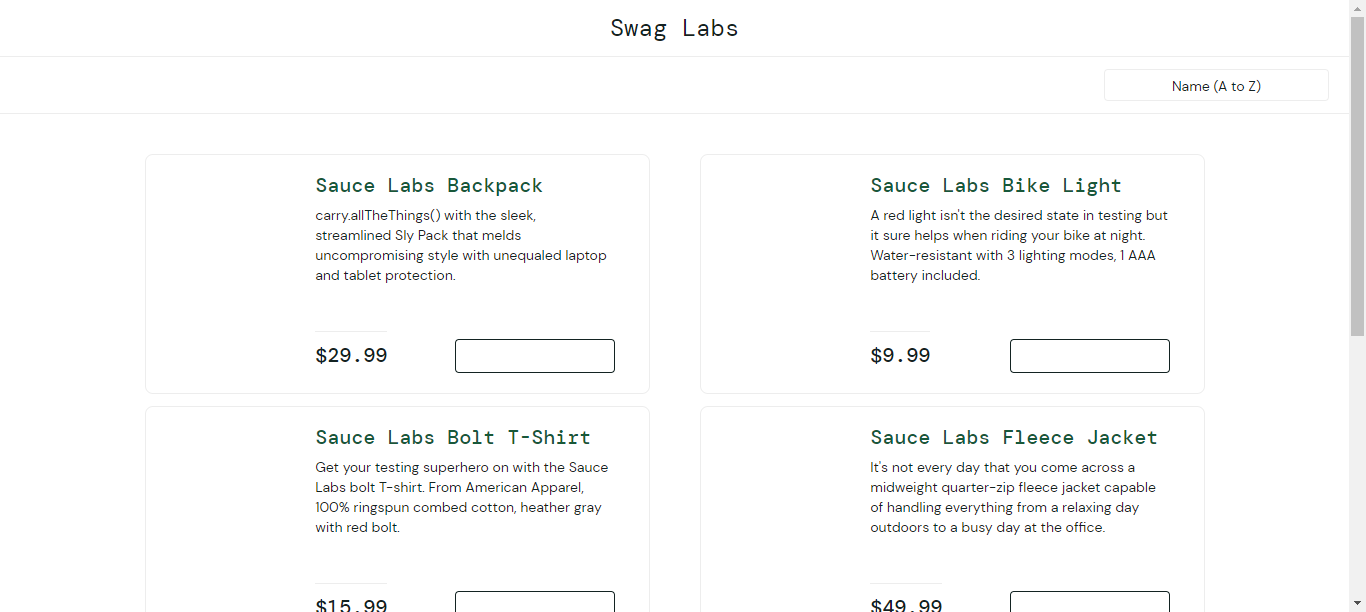 Swag Labs
Name (A to Z)
Sauce Labs Backpack
carry.allTheThings() with the sleek,
streamlined Sly Pack that melds
uncompromising style with unequaled laptop
and tablet protection.
$29.99
Sauce Labs Bike Light
A red light isn't the desired state in testing but
it sure helps when riding your bike at night.
Water-resistant with 3 lighting modes, 1 AAA
battery included.
$9.99
Sauce Labs Bolt T-Shirt
Get your testing superhero on with the Sauce
Labs bolt T-shirt. From American Apparel,
100% ringspun combed cotton, heather gray
with red bolt.
$15.99
Sauce Labs Fleece Jacket
It's not every day that you come across a
midweight quarter-zip fleece jacket capable
of handling everything from a relaxing day
outdoors to a busy day at the office.
$49.99